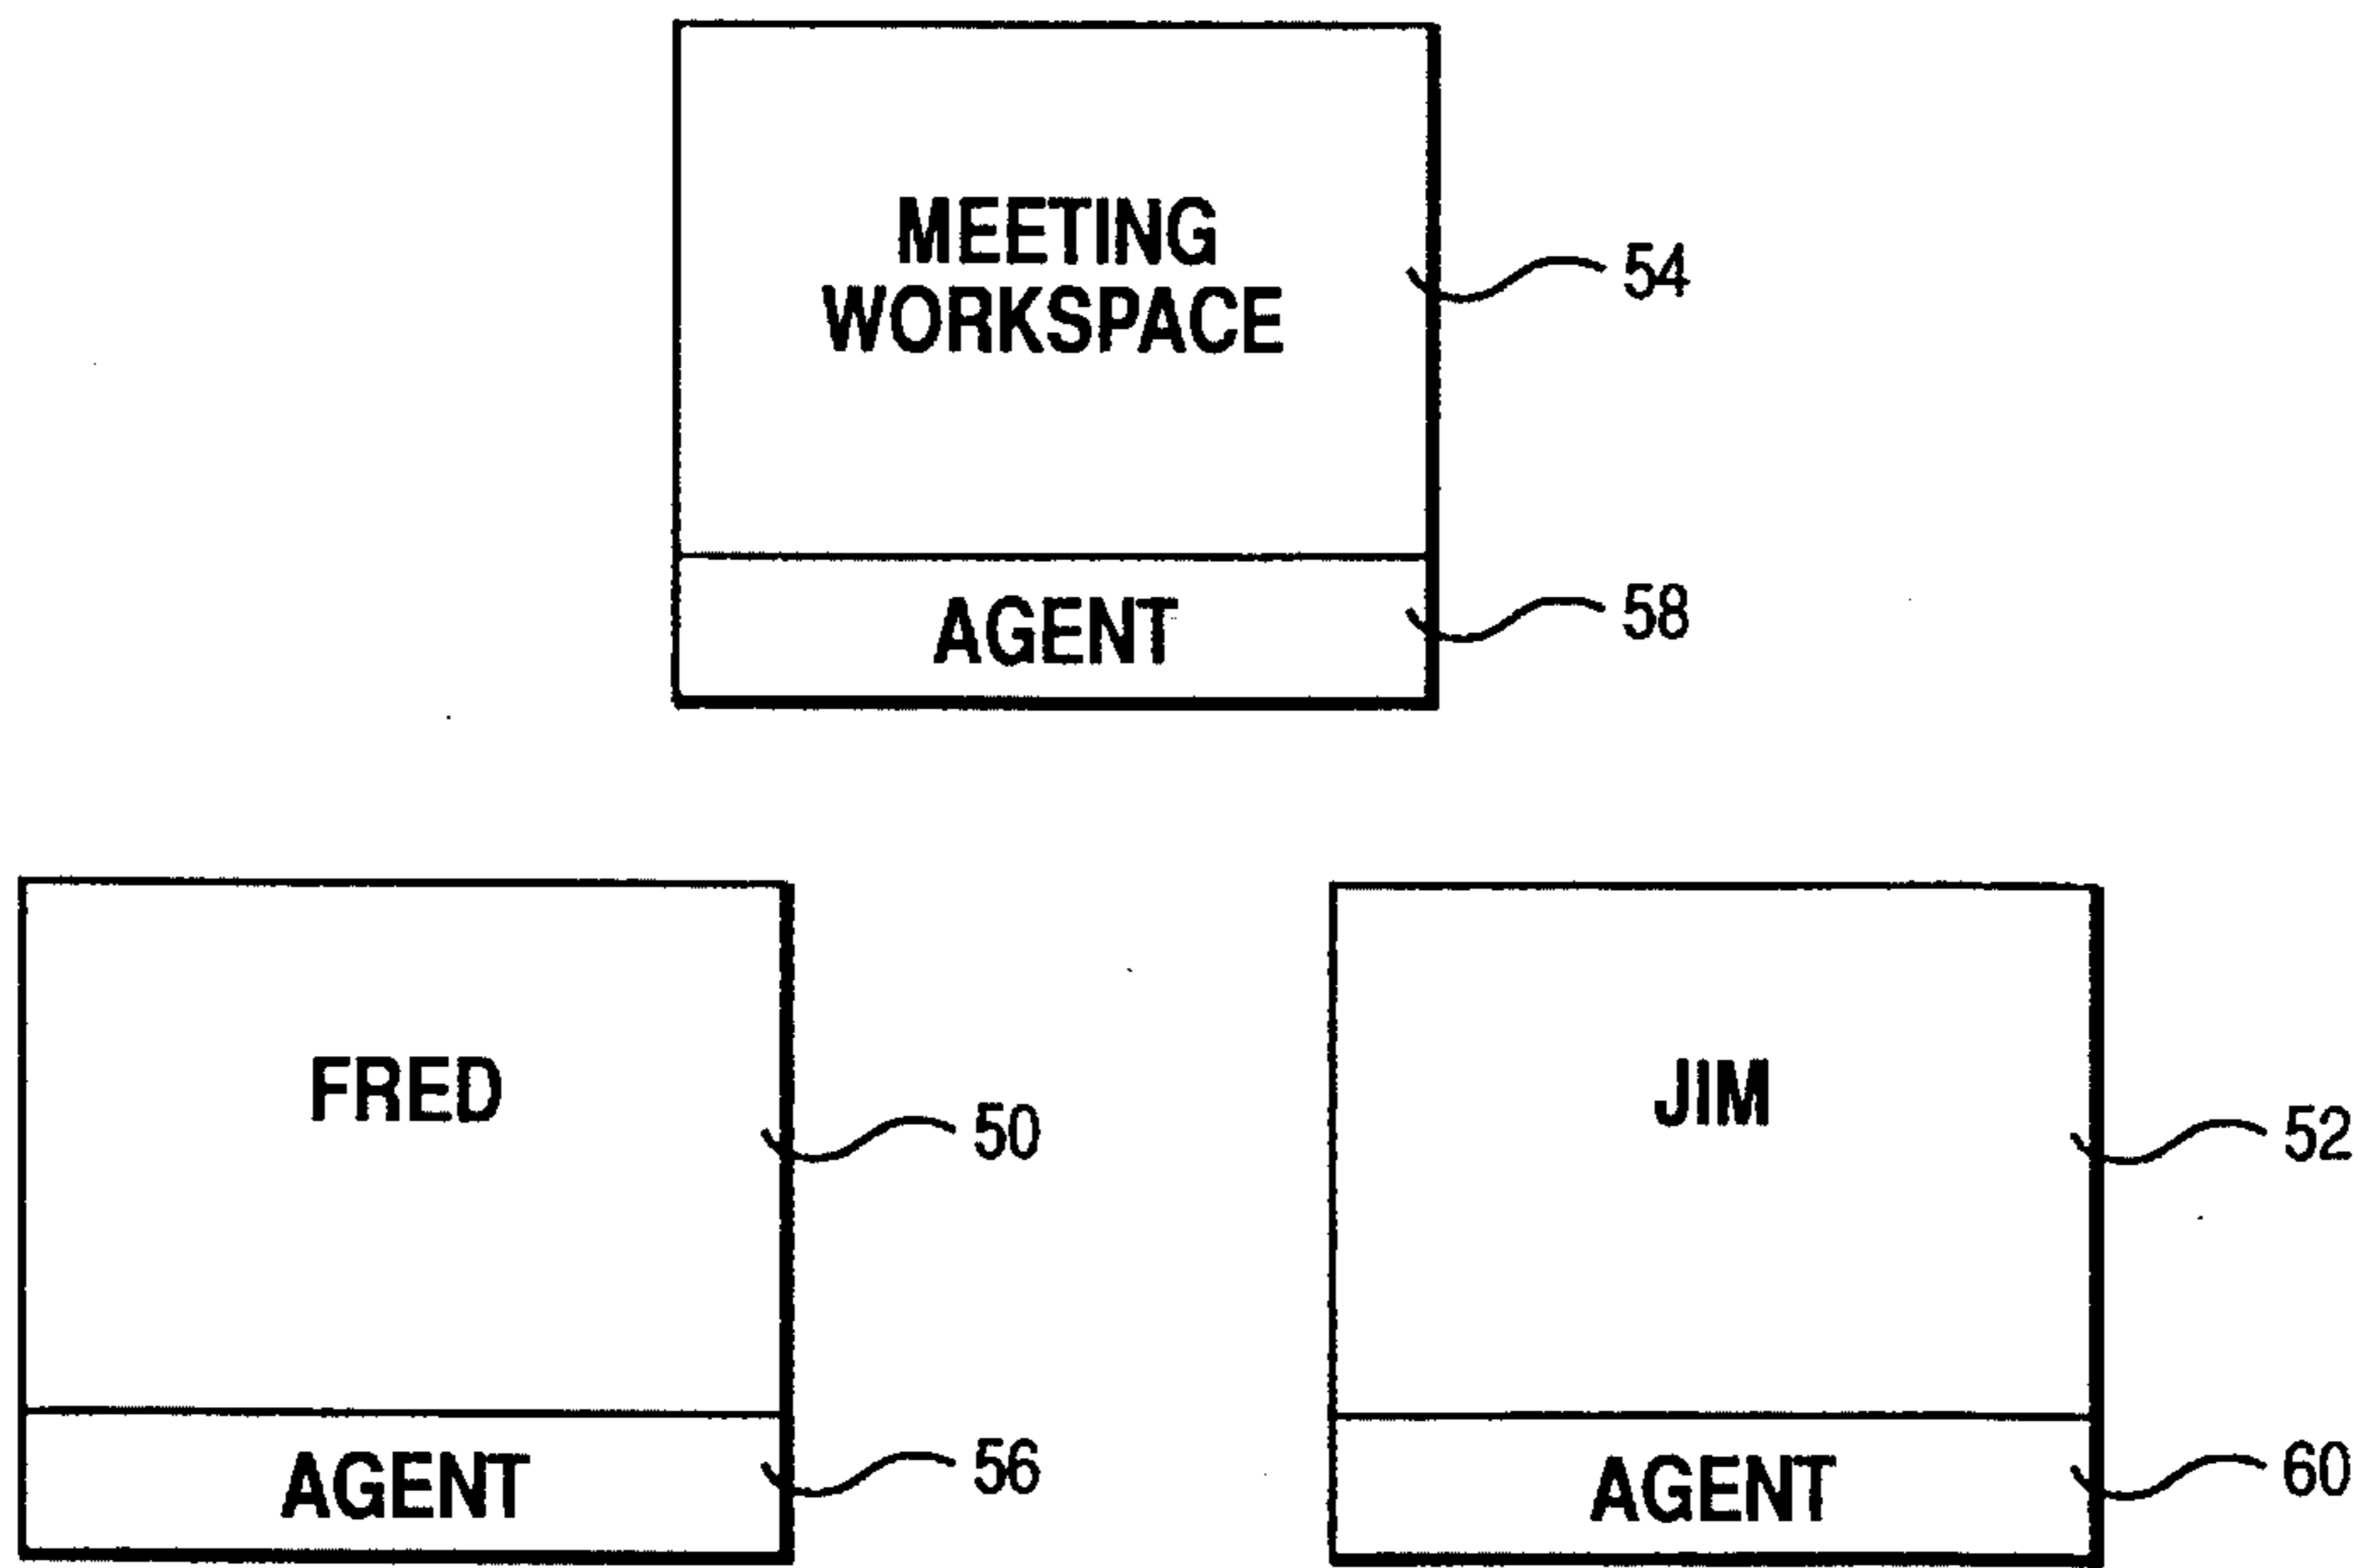 MEETING
WORKSPACE
54
AGENT
58
FRED
50
AGENT
56
JIM
52
AGENT
60